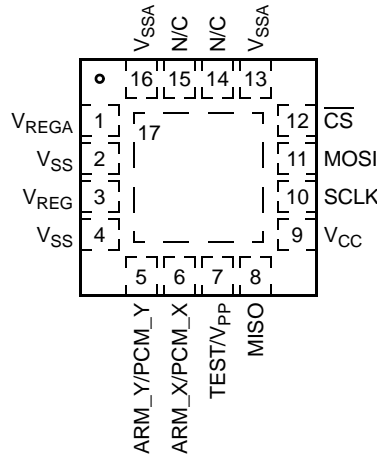 VSSA N/C N/C VSSA
16 15 14 13
VREGA 1 17 12 CS
VSS 2 11 MOSI
VREG 3 10 SCLK
VSS 4 9 VCC
5 6 7 8
ARM_Y/PCM_Y
ARM_X/PCM_X
TEST/VPP
MISO